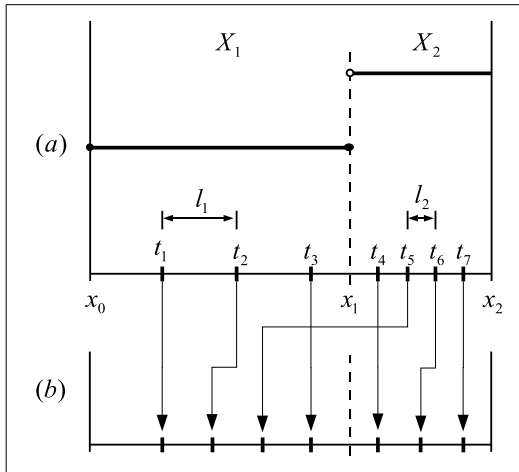 X₁ X₂
(a)
l₁ l₂
t₁ t₂ t₃ t₄ t₅ t₆ t₇
x₀ x₁ x₂
(b)